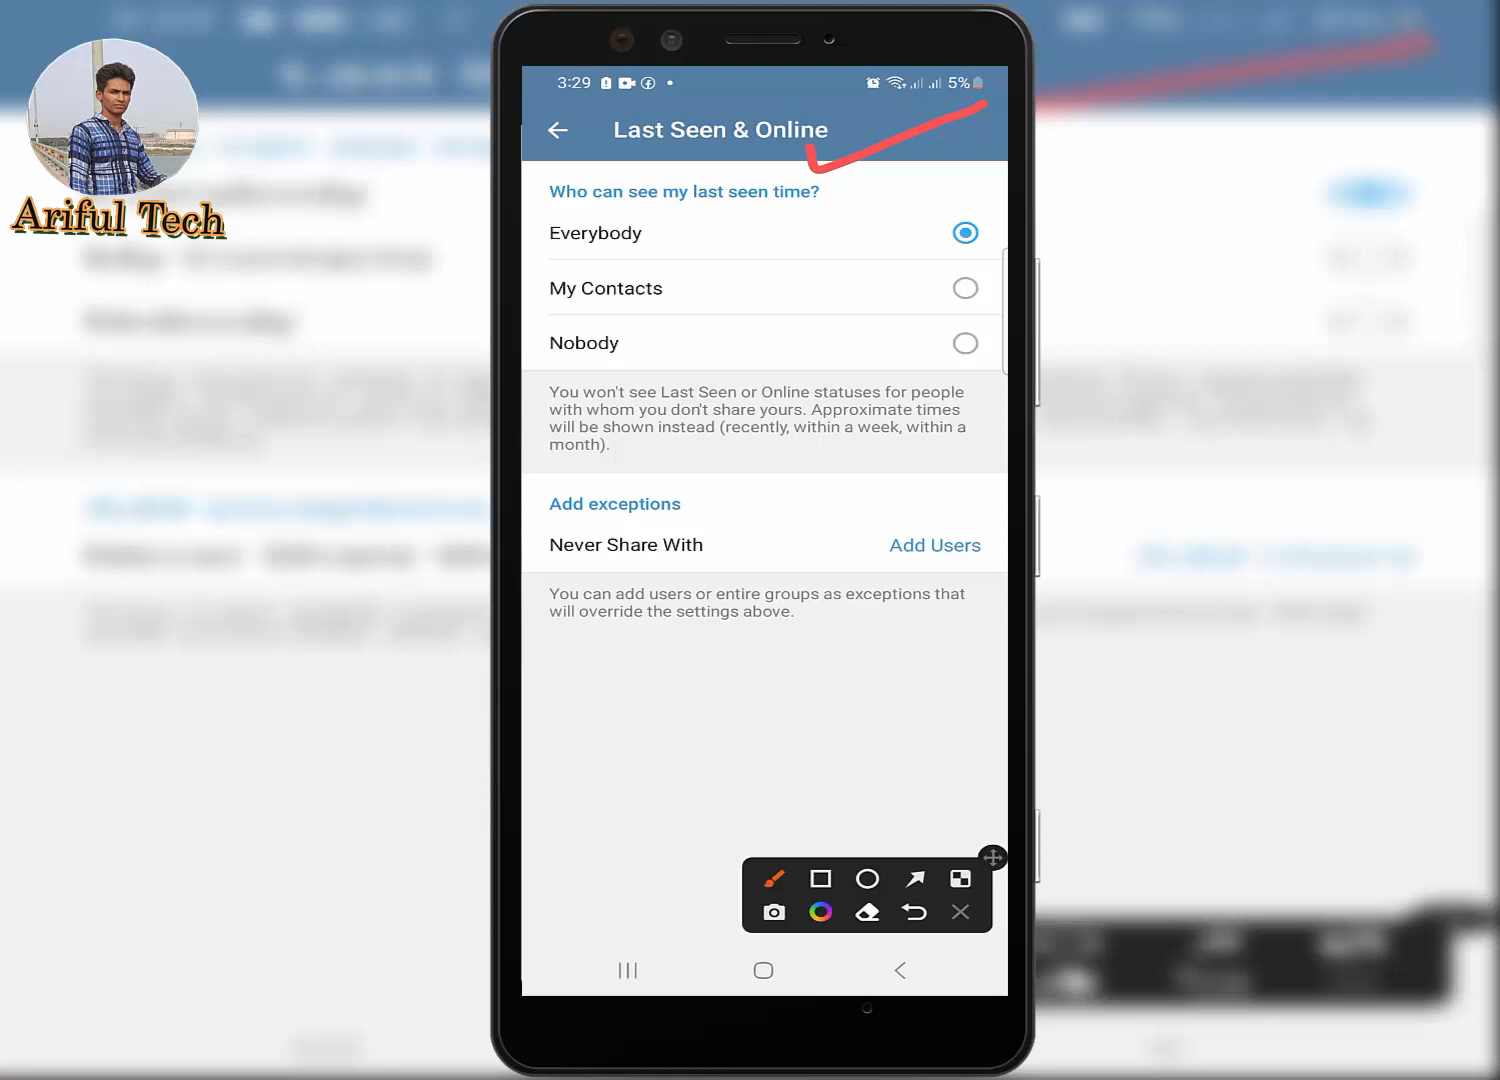 Ariful Tech
3:29
5%
Last Seen & Online
Who can see my last seen time?
Everybody
My Contacts
Nobody
You won't see Last Seen or Online statuses for people
with whom you don't share yours. Approximate times
will be shown instead (recently, within a week, within a
month).
Add exceptions
Never Share With
Add Users
You can add users or entire groups as exceptions that
will override the settings above.